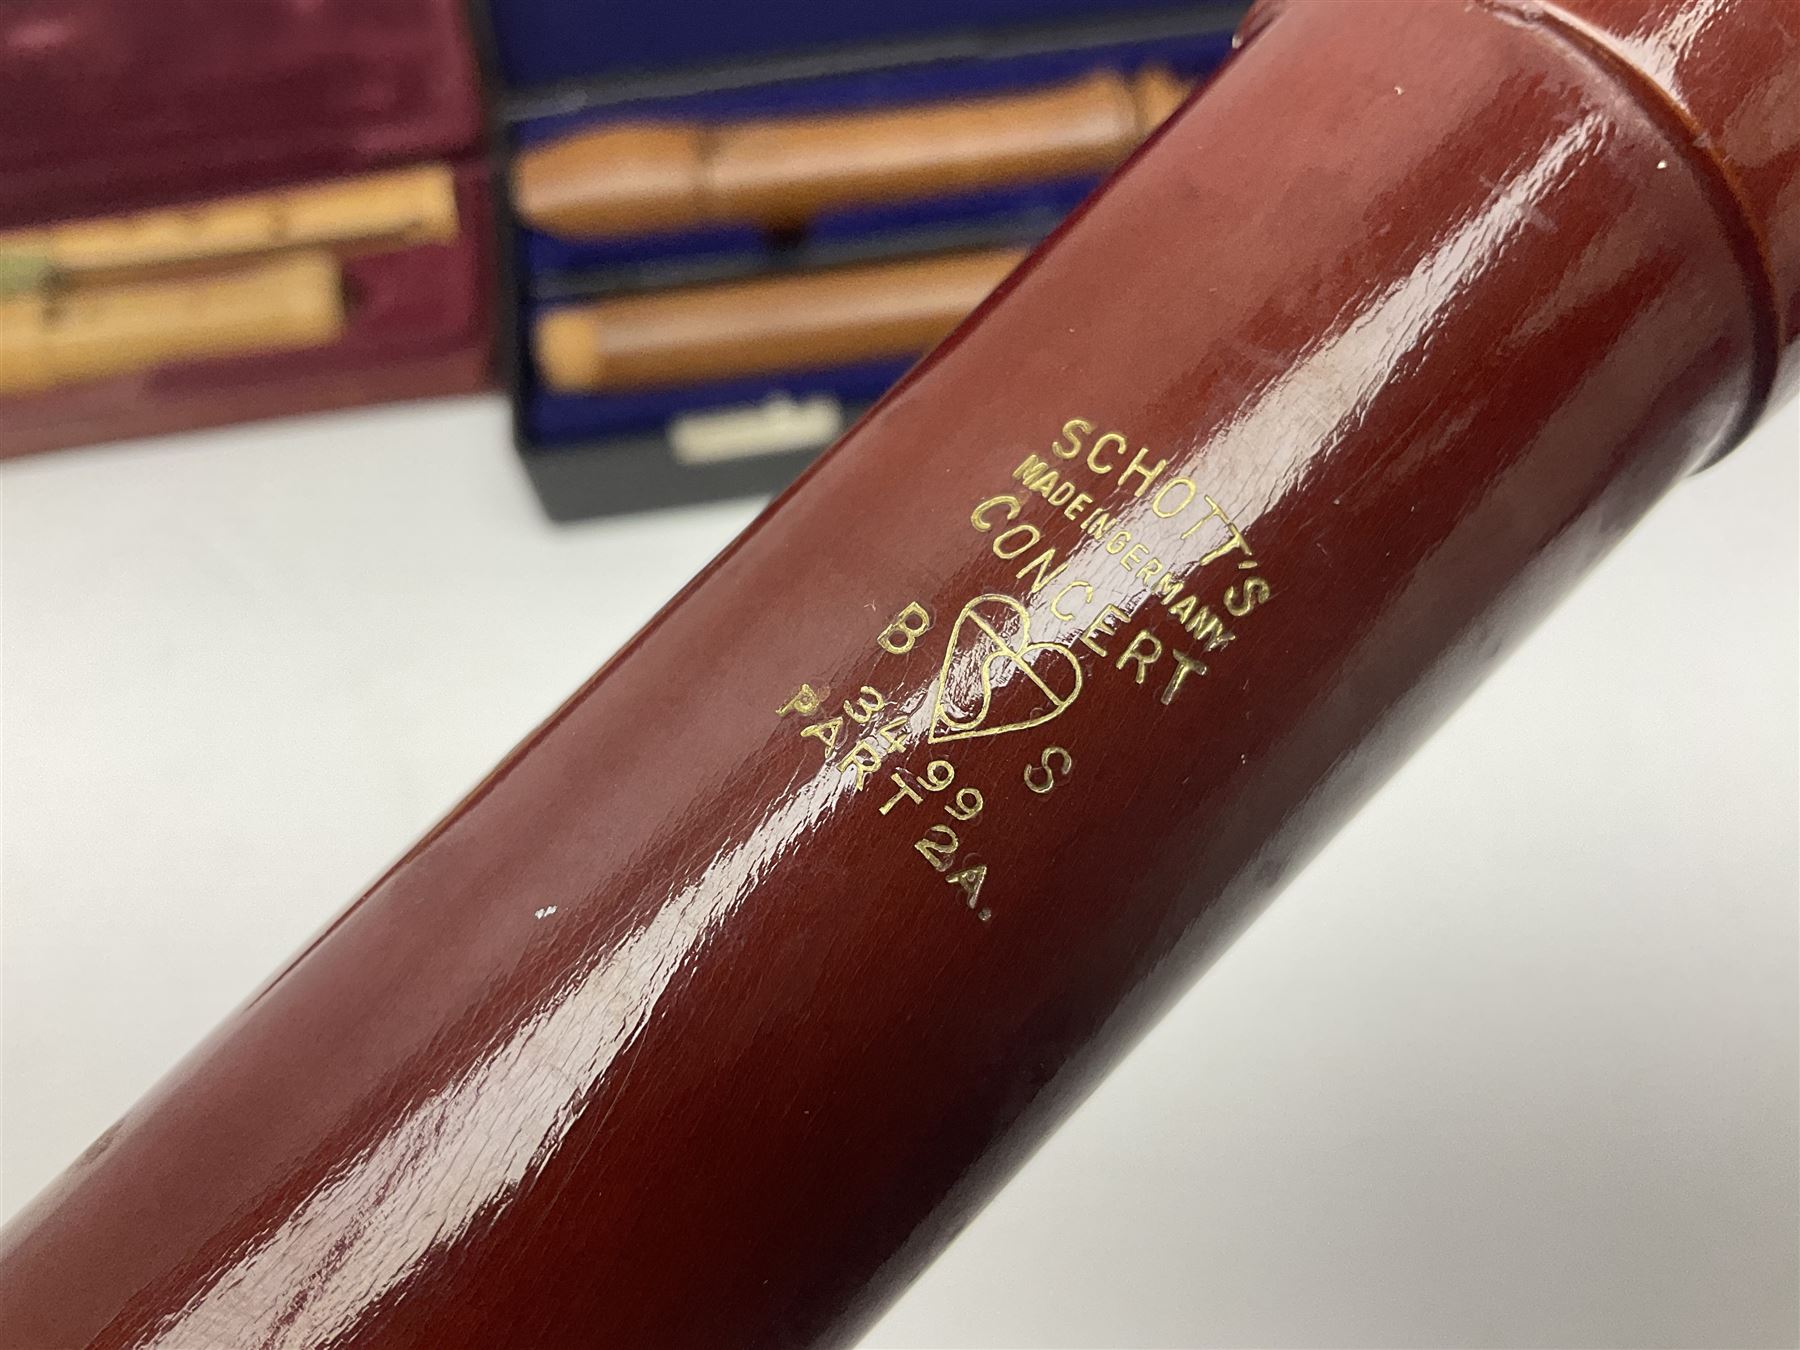 SCHOTT'S
MADE IN GERMANY
CONCERT
B S
3499
PART 2A.